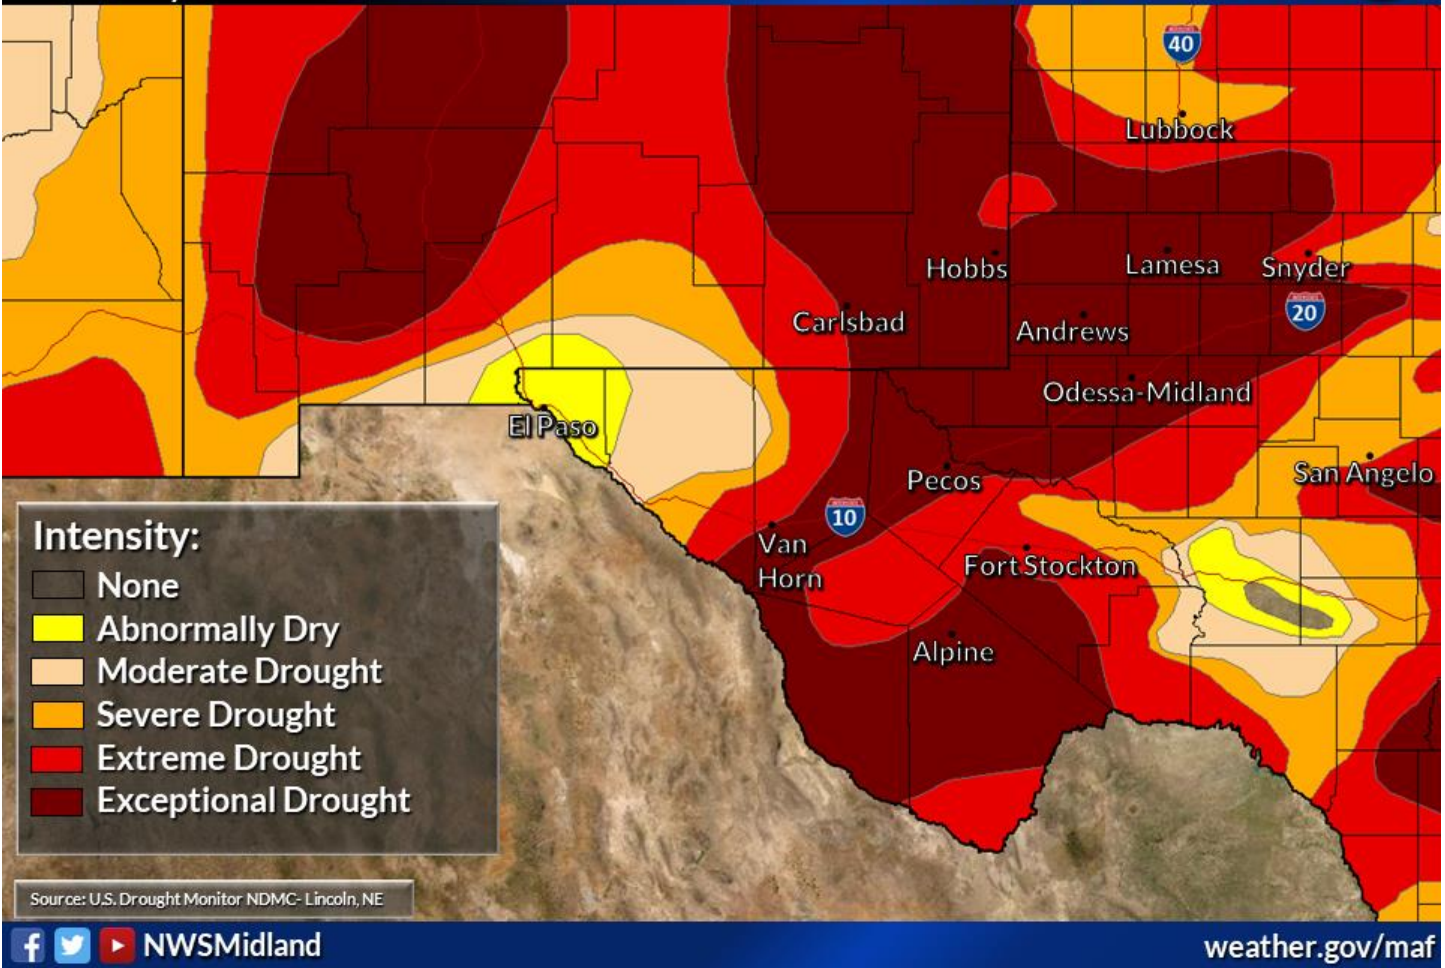 40
Lubbock
Hobbs
Lamesa
Snyder
20
Carlsbad
Andrews
Odessa-Midland
El Paso
San Angelo
Pecos
10
Van
Horn
Fort Stockton
Alpine
Intensity:
None
Abnormally Dry
Moderate Drought
Severe Drought
Extreme Drought
Exceptional Drought
Source: U.S. Drought Monitor NDMC- Lincoln, NE
NWSMidland
weather.gov/maf